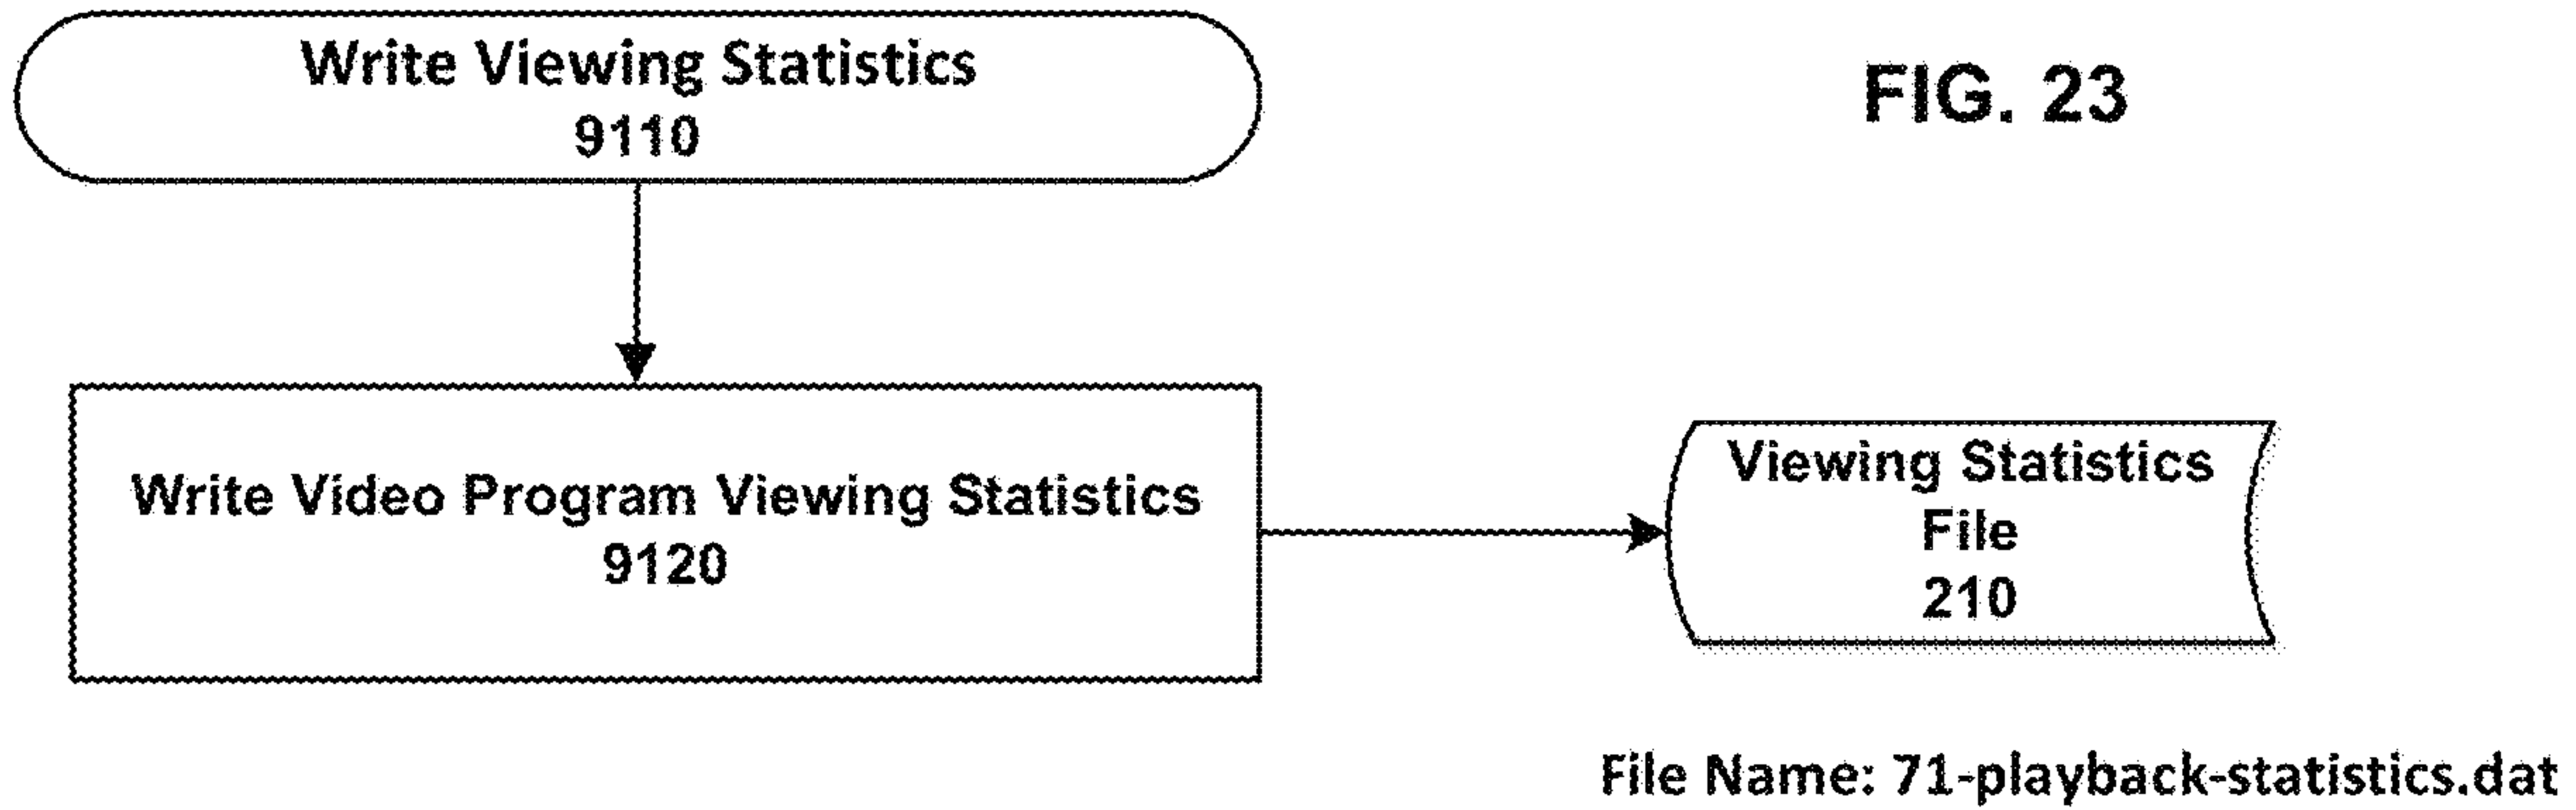 Write Viewing Statistics
9110
FIG. 23
Write Video Program Viewing Statistics
9120
Viewing Statistics
File
210
File Name: 71-playback-statistics.dat